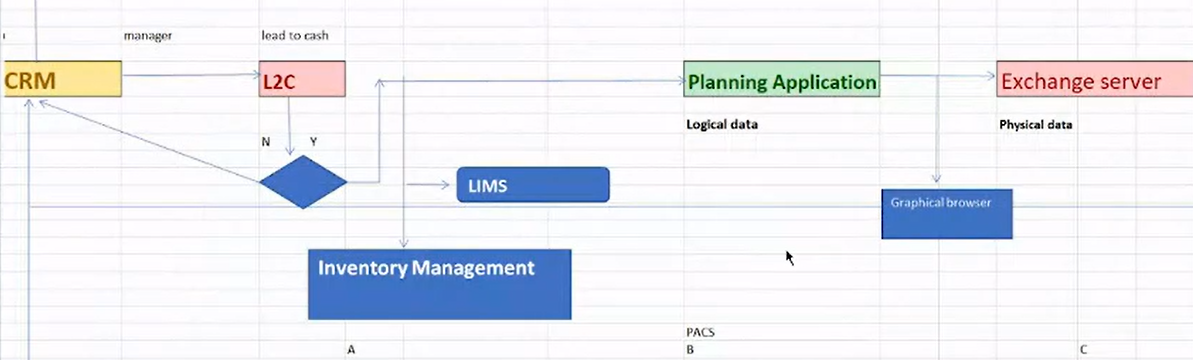 manager
lead to cash
CRM
L2C
Planning Application
Exchange server
Logical data
Physical data
N
Y
LIMS
Graphical browser
Inventory Management
PACS
A
B
C